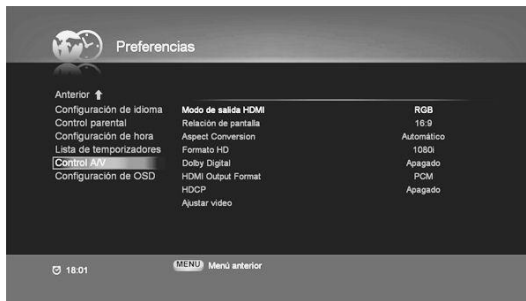 Preferencias
Anterior
Configuración de idioma
Control parental
Configuración de hora
Lista de temporizadores
Control A/V
Configuración de OSD
Modo de salida HDMI RGB
Relación de pantalla 16:9
Aspect Conversion Automático
Formato HD 1080i
Dolby Digital Apagado
HDMI Output Format PCM
HDCP Apagado
Ajustar video
18:01
MENU Menú anterior